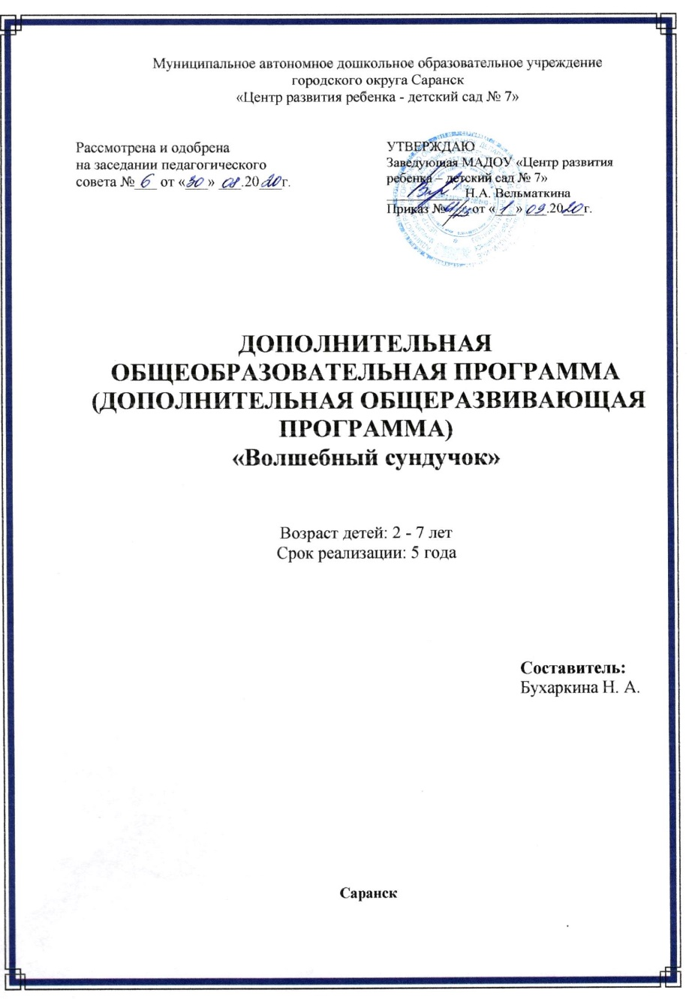 Муниципальное автономное дошкольное образовательное учреждение
городского округа Саранск
«Центр развития ребенка - детский сад № 7»
Рассмотрена и одобрена
на заседании педагогического
совета № 6 от «30» 08.2020г.
УТВЕРЖДАЮ
Заведующая МАДОУ «Центр развития
ребенка – детский сад № 7»
Н.А. Вельматкина
Приказ № от «1» 09.2020г.
ДОПОЛНИТЕЛЬНАЯ
ОБЩЕОБРАЗОВАТЕЛЬНАЯ ПРОГРАММА
(ДОПОЛНИТЕЛЬНАЯ ОБЩЕРАЗВИВАЮЩАЯ
ПРОГРАММА)
«Волшебный сундучок»
Возраст детей: 2 - 7 лет
Срок реализации: 5 года
Составитель:
Бухаркина Н. А.
Саранск